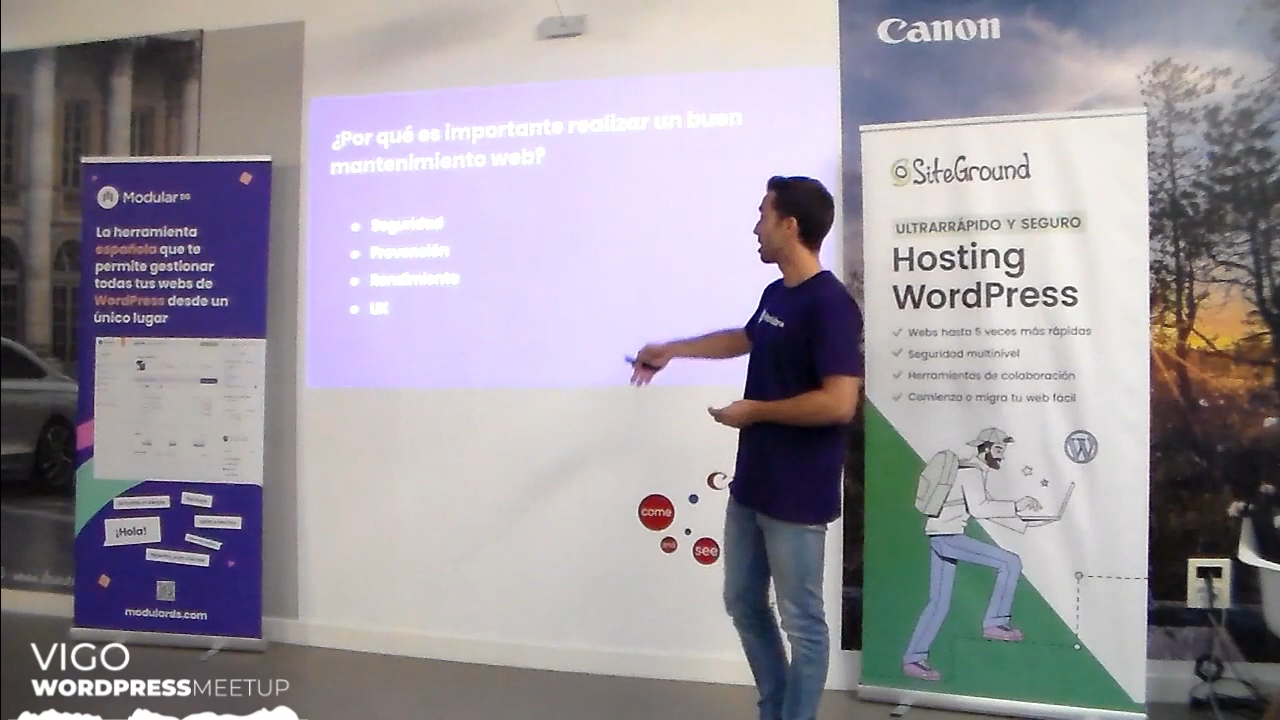 Canon
¿Por qué es importante realizar un buen
mantenimiento web?
Seguridad
Prevención
Rendimiento
UX
Modular DS
La herramienta
española que te
permite gestionar
todas tus webs de
WordPress desde un
único lugar
¡Hola!
modulards.com
SiteGround
ULTRARRÁPIDO Y SEGURO
Hosting
WordPress
Webs hasta 5 veces más rápidas
Seguridad multinivel
Herramientas de colaboración
Comienza o migra tu web fácil
come
and
see
VIGO
WORDPRESSMEETUP